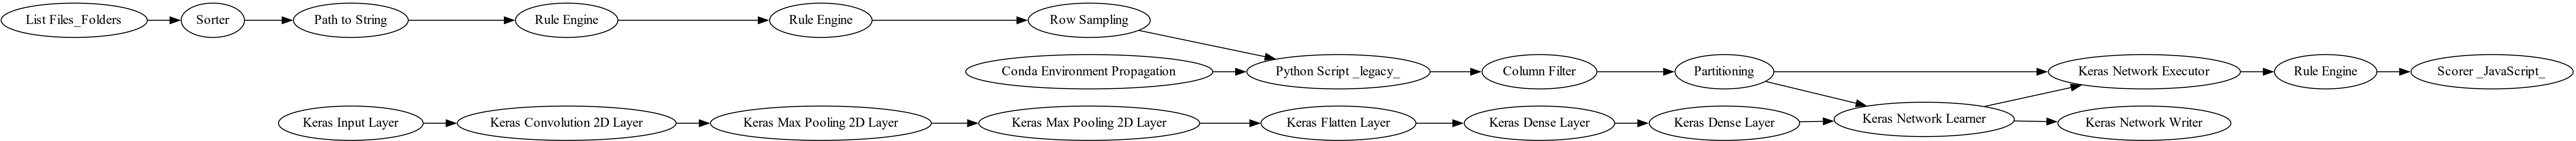 List Files_Folders
Sorter
Path to String
Rule Engine
Rule Engine
Row Sampling
Conda Environment Propagation
Python Script _legacy_
Column Filter
Partitioning
Keras Network Executor
Rule Engine
Scorer _JavaScript_
Keras Input Layer
Keras Convolution 2D Layer
Keras Max Pooling 2D Layer
Keras Max Pooling 2D Layer
Keras Flatten Layer
Keras Dense Layer
Keras Dense Layer
Keras Network Learner
Keras Network Writer